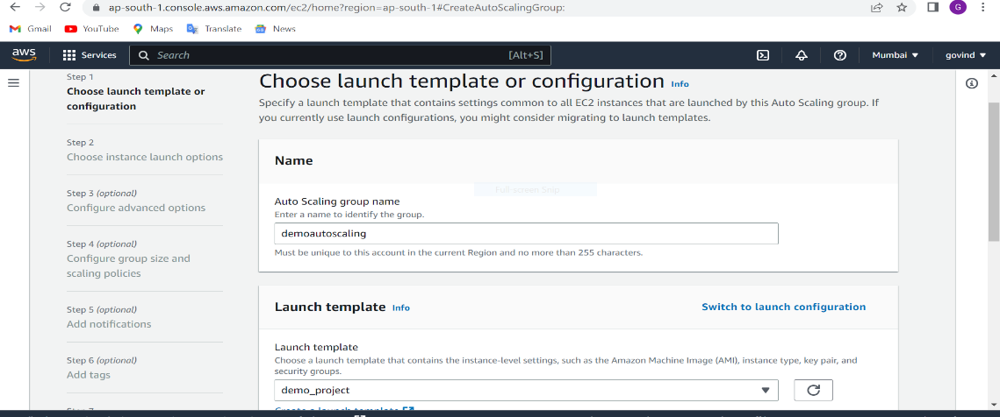 ap-south-1.console.aws.amazon.com/ec2/home?region=ap-south-1#CreateAutoScalingGroup:
G
Gmail YouTube Maps Translate News
aws Services Search [Alt+S] Mumbai govind
Step 1
Choose launch template or configuration
Step 2
Choose instance launch options
Step 3 (optional)
Configure advanced options
Step 4 (optional)
Configure group size and scaling policies
Step 5 (optional)
Add notifications
Step 6 (optional)
Add tags
Choose launch template or configuration Info
Specify a launch template that contains settings common to all EC2 instances that are launched by this Auto Scaling group. If
you currently use launch configurations, you might consider migrating to launch templates.
Name
Full-screen Snip
Auto Scaling group name
Enter a name to identify the group.
demoautoscaling
Must be unique to this account in the current Region and no more than 255 characters.
Launch template Info Switch to launch configuration
Launch template
Choose a launch template that contains the instance-level settings, such as the Amazon Machine Image (AMI), instance type, key pair, and
security groups.
demo_project
Create a launch template